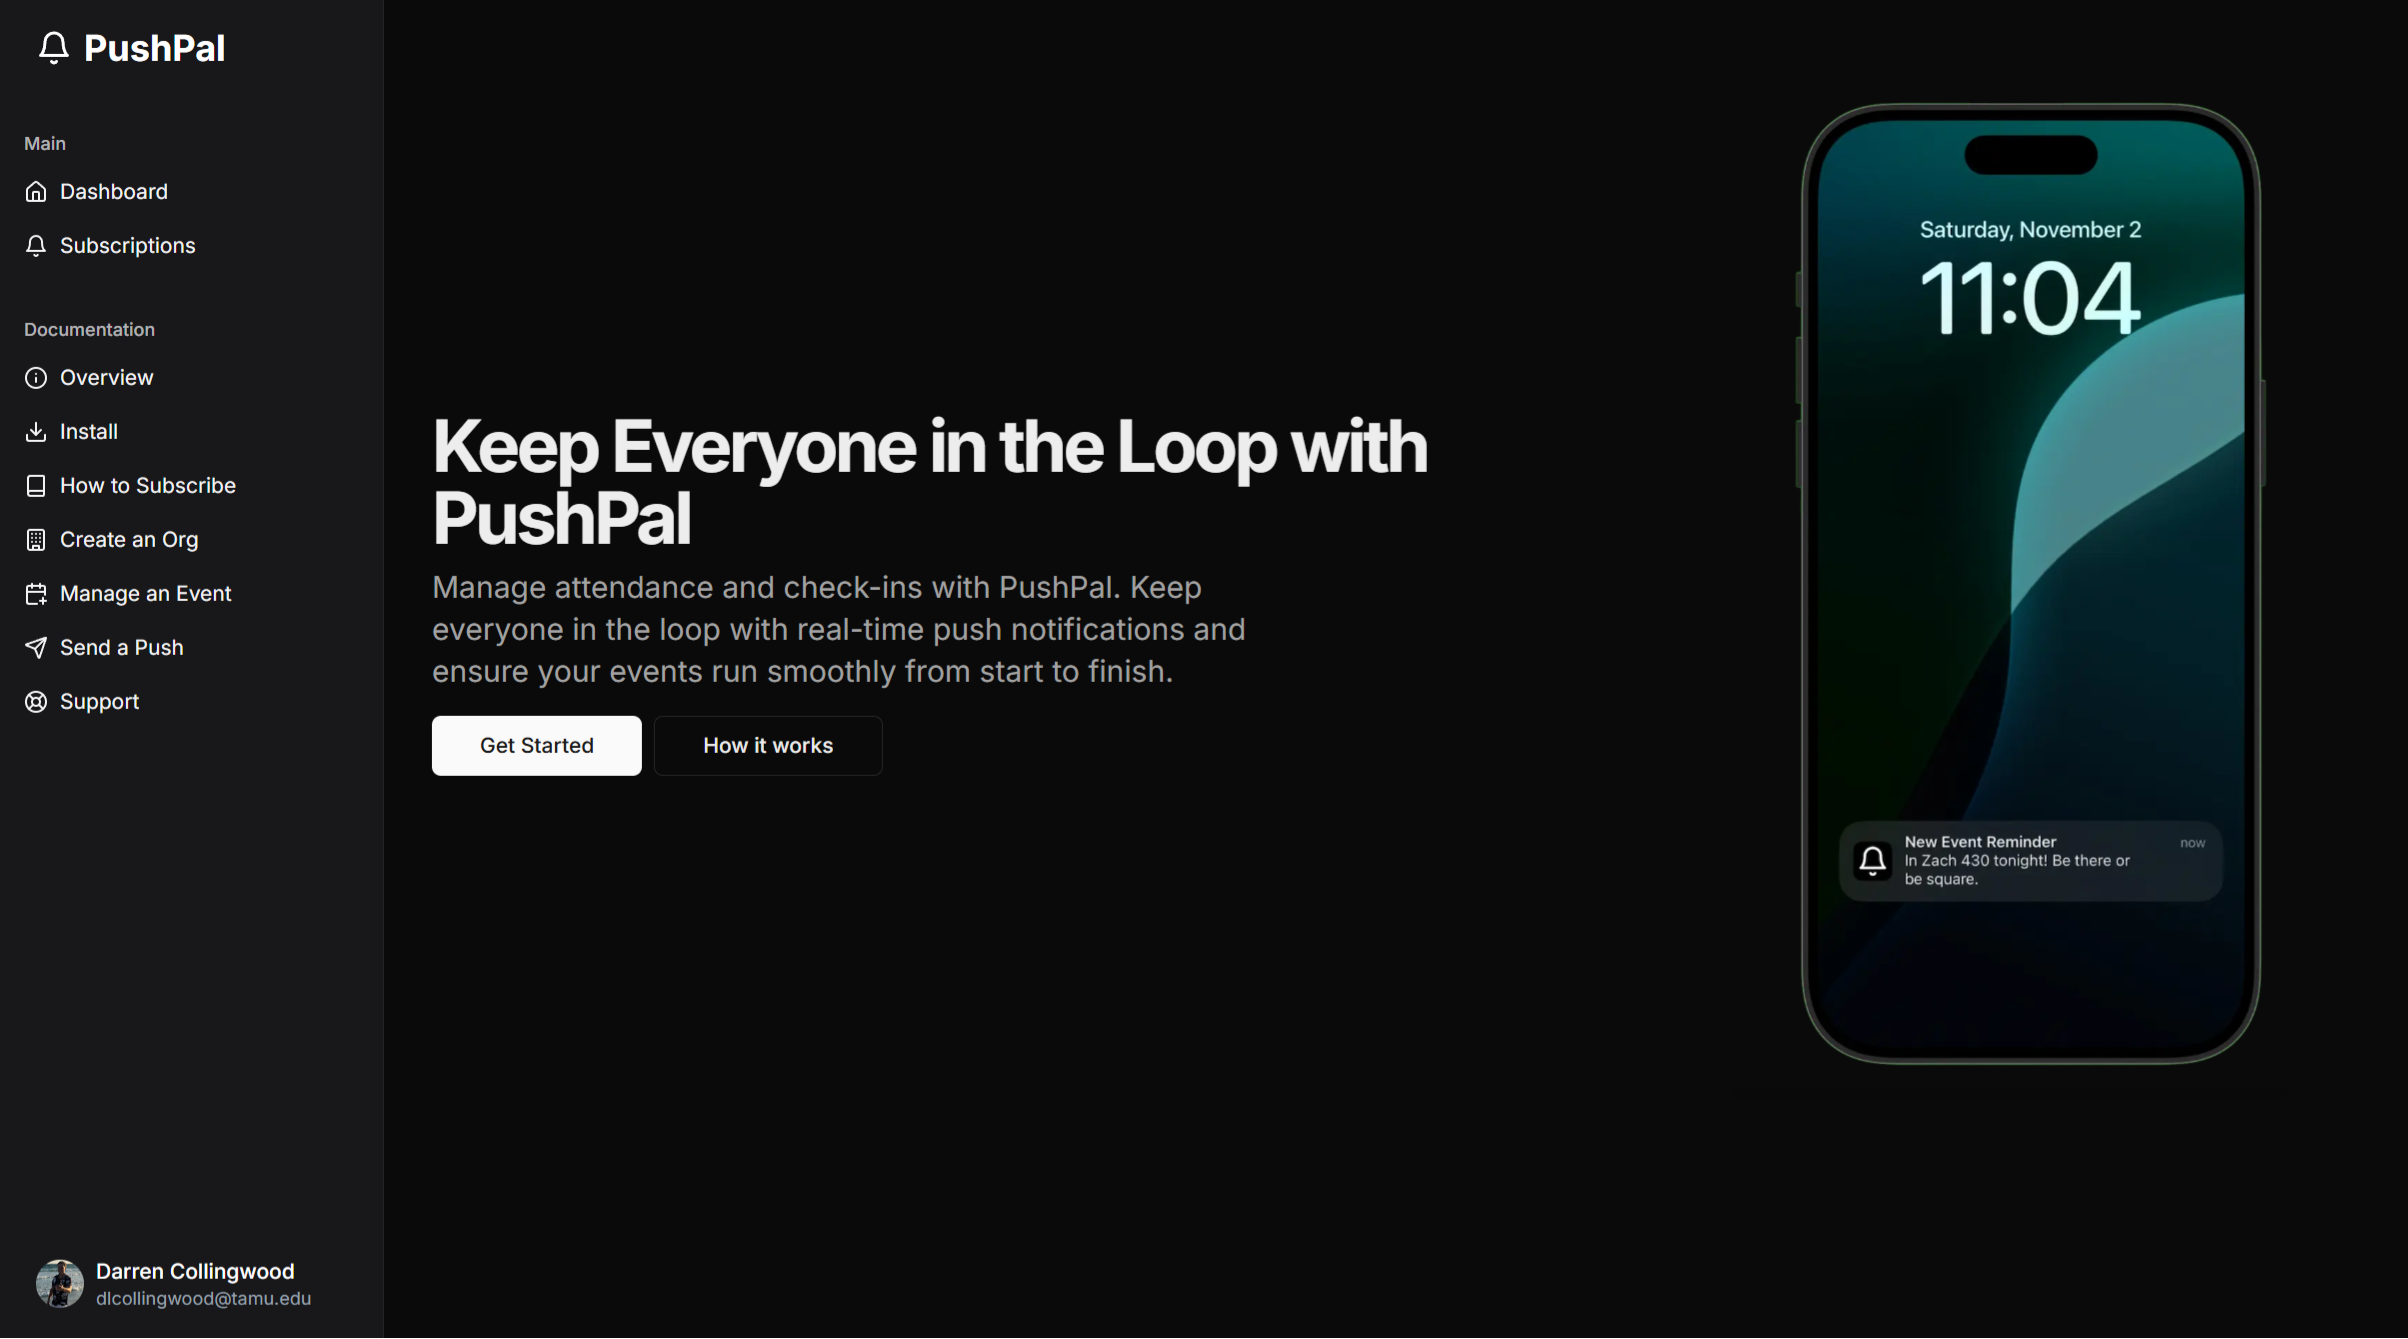 PushPal
Main
Dashboard
Subscriptions
Documentation
Overview
Install
How to Subscribe
Create an Org
Manage an Event
Send a Push
Support
Darren Collingwood
dlcollingwood@tamu.edu
Keep Everyone in the Loop with
PushPal
Manage attendance and check-ins with PushPal. Keep
everyone in the loop with real-time push notifications and
ensure your events run smoothly from start to finish.
Get Started
How it works
Saturday, November 2
11:04
New Event Reminder
now
In Zach 430 tonight! Be there or
be square.